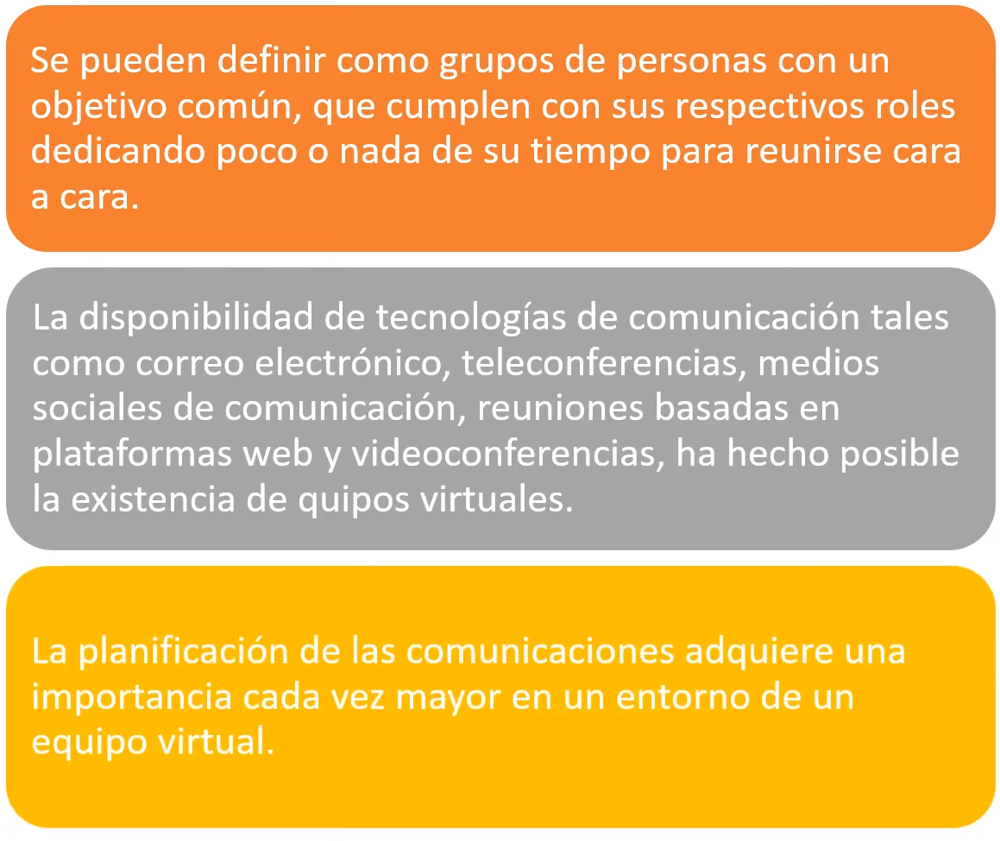 Se pueden definir como grupos de personas con un
objetivo común, que cumplen con sus respectivos roles
dedicando poco o nada de su tiempo para reunirse cara
a cara.
La disponibilidad de tecnologías de comunicación tales
como correo electrónico, teleconferencias, medios
sociales de comunicación, reuniones basadas en
plataformas web y videoconferencias, ha hecho posible
la existencia de quipos virtuales.
La planificación de las comunicaciones adquiere una
importancia cada vez mayor en un entorno de un
equipo virtual.